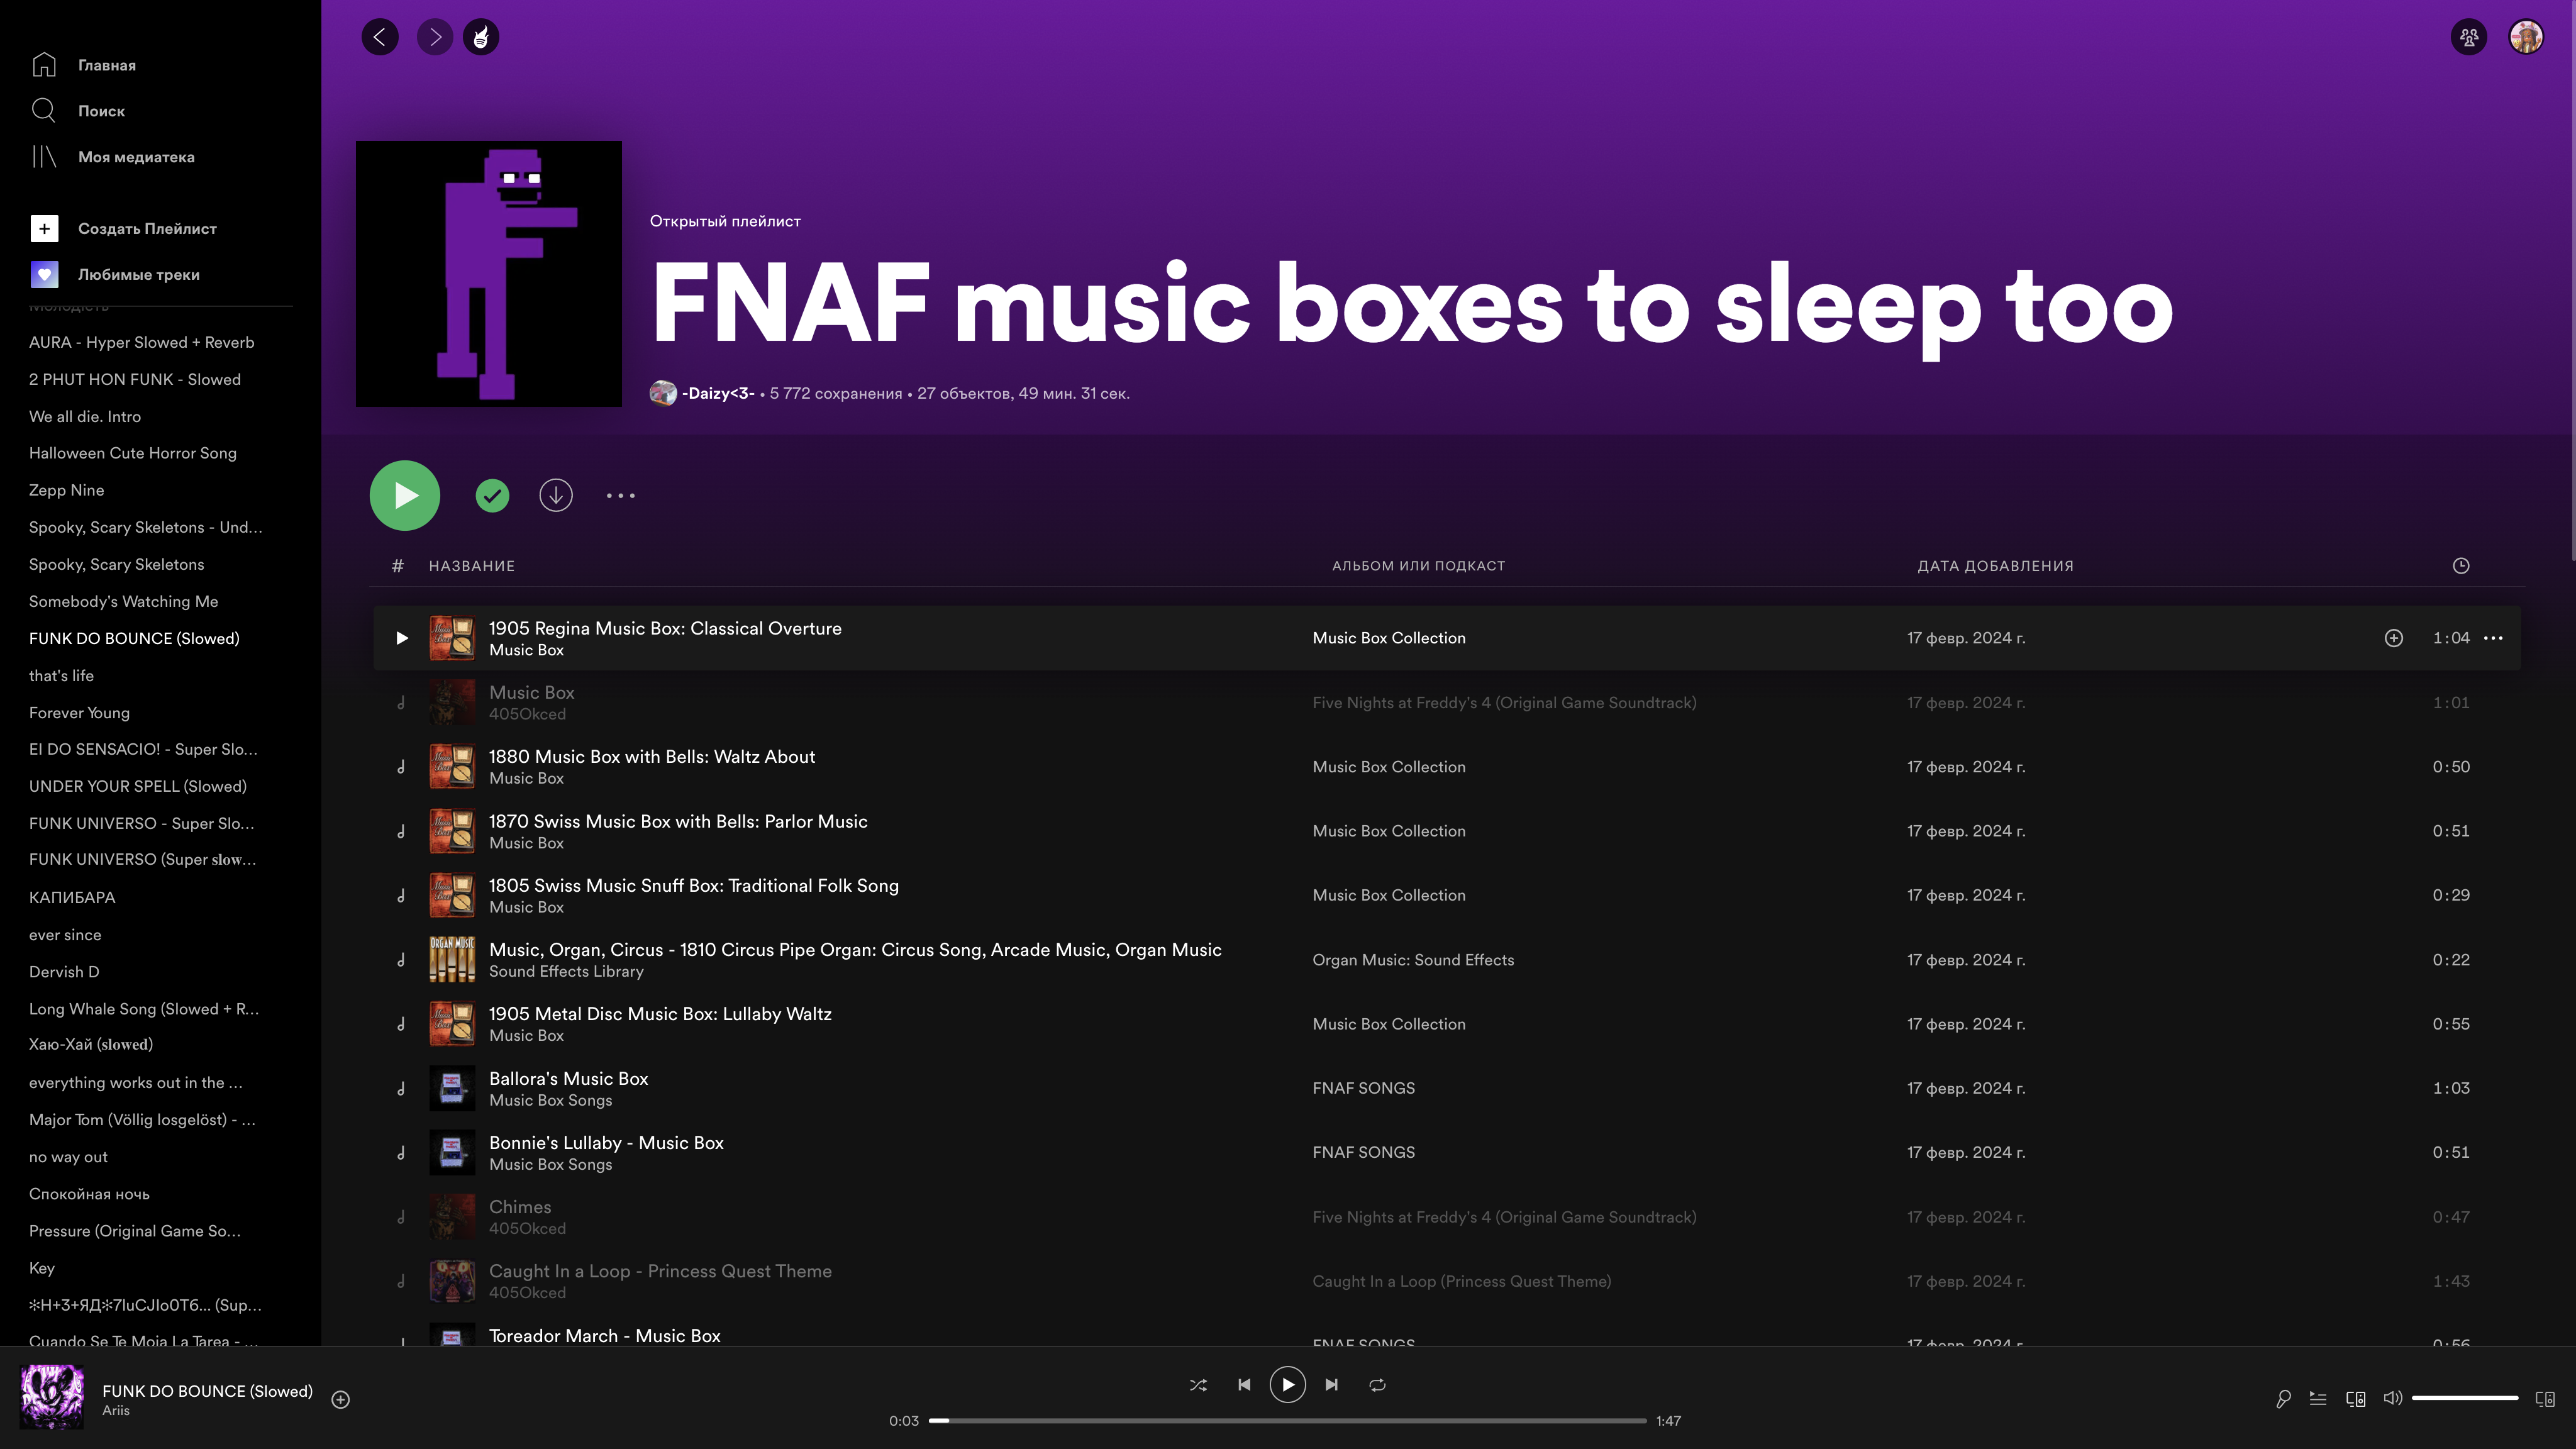 Главная
Поиск
Моя медиатека
Создать Плейлист
Любимые треки
Молодість
AURA - Hyper Slowed + Reverb
2 PHUT HON FUNK - Slowed
We all die. Intro
Halloween Cute Horror Song
Zepp Nine
Spooky, Scary Skeletons - Und...
Spooky, Scary Skeletons
Somebody's Watching Me
FUNK DO BOUNCE (Slowed)
that's life
Forever Young
EI DO SENSACIO! - Super Slo...
UNDER YOUR SPELL (Slowed)
FUNK UNIVERSO - Super Slo...
FUNK UNIVERSO (Super slow...
КАПИБАРА
ever since
Dervish D
Long Whale Song (Slowed + R...
Хаю-Хай (slowed)
everything works out in the ...
Major Tom (Völlig losgelöst) - ...
no way out
Спокойная ночь
Pressure (Original Game So...
Key
✻H+3+ЯД✻7luCJIo0T6... (Sup...
Cuando Se Te Moja La Tarea - ...
Открытый плейлист
FNAF music boxes to sleep too
-Daizy<3- • 5 772 сохранения • 27 объектов, 49 мин. 31 сек.
# НАЗВАНИЕ АЛЬБОМ ИЛИ ПОДКАСТ ДАТА ДОБАВЛЕНИЯ
1905 Regina Music Box: Classical Overture
Music Box
Music Box Collection 17 февр. 2024 г. 1:04
Music Box
405Okced
Five Nights at Freddy's 4 (Original Game Soundtrack) 17 февр. 2024 г. 1:01
1880 Music Box with Bells: Waltz About
Music Box
Music Box Collection 17 февр. 2024 г. 0:50
1870 Swiss Music Box with Bells: Parlor Music
Music Box
Music Box Collection 17 февр. 2024 г. 0:51
1805 Swiss Music Snuff Box: Traditional Folk Song
Music Box
Music Box Collection 17 февр. 2024 г. 0:29
ORGAN MUSIC
Music, Organ, Circus - 1810 Circus Pipe Organ: Circus Song, Arcade Music, Organ Music
Sound Effects Library
Organ Music: Sound Effects 17 февр. 2024 г. 0:22
1905 Metal Disc Music Box: Lullaby Waltz
Music Box
Music Box Collection 17 февр. 2024 г. 0:55
Ballora's Music Box
Music Box Songs
FNAF SONGS 17 февр. 2024 г. 1:03
Bonnie's Lullaby - Music Box
Music Box Songs
FNAF SONGS 17 февр. 2024 г. 0:51
Chimes
405Okced
Five Nights at Freddy's 4 (Original Game Soundtrack) 17 февр. 2024 г. 0:47
Caught In a Loop - Princess Quest Theme
405Okced
Caught In a Loop (Princess Quest Theme) 17 февр. 2024 г. 1:43
Toreador March - Music Box
FNAF SONGS 17 февр. 2024 г. 0:56
FUNK DO BOUNCE (Slowed)
Ariis
0:03 1:47